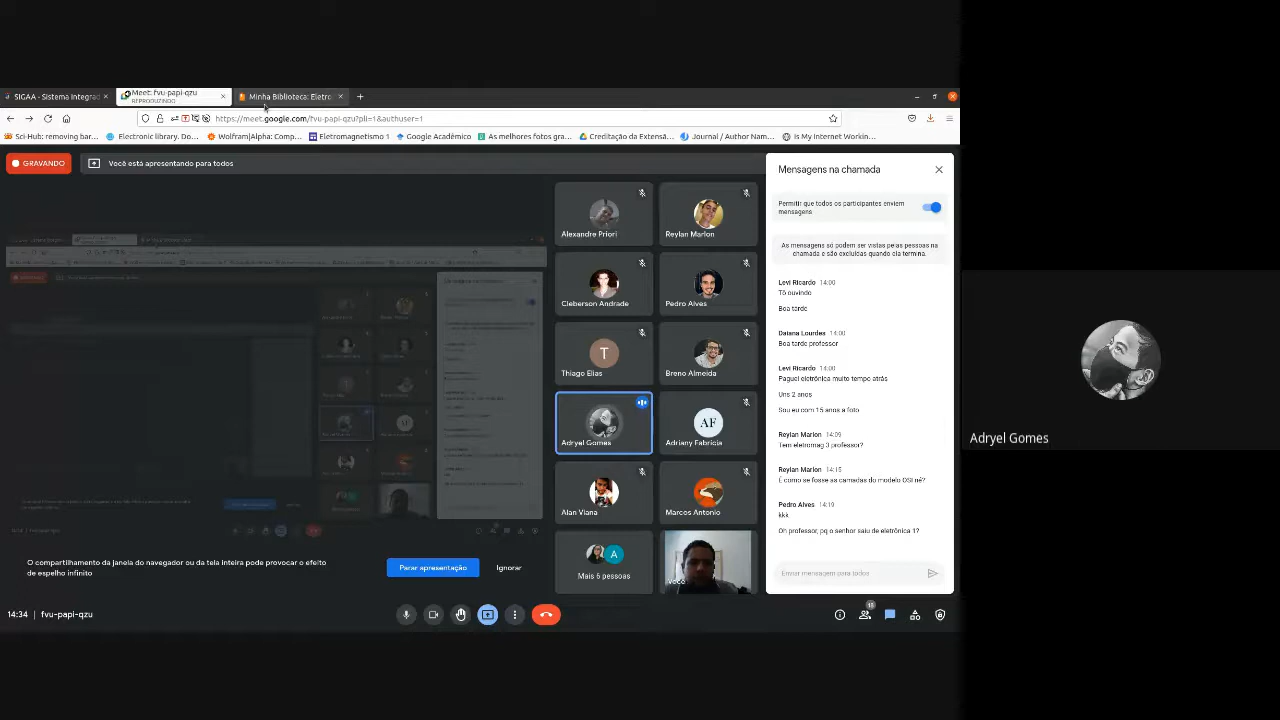 SIGAA - Sistema Integrad
Meet: fvu-papi-qzu
REPRODUZINDO
Minha Biblioteca: Eletro
https://meet.google.com/fvu-papi-qzu?pli=1&authuser=1
Sci-Hub: removing bar...
Electronic library. Do...
Wolfram|Alpha: Comp...
Eletromagnetismo 1
Google Acadêmico
As melhores fotos gra...
Creditação da Extensã...
Journal / Author Nam...
Is My Internet Workin...
GRAVANDO
Você está apresentando para todos
Alexandre Priori
Reylan Marlon
Cleberson Andrade
Pedro Alves
T
Thiago Elias
Breno Almeida
Adryel Gomes
AF
Adriany Fabrícia
Alan Viana
Marcos Antonio
A
Mais 6 pessoas
Você
Mensagens na chamada
Permitir que todos os participantes enviem
mensagens
As mensagens só podem ser vistas pelas pessoas na
chamada e são excluídas quando ela termina.
Levi Ricardo 14:00
Tô ouvindo
Boa tarde
Daiana Lourdes 14:00
Boa tarde professor
Levi Ricardo 14:00
Paguei eletrônica muito tempo atrás
Uns 2 anos
Sou eu com 15 anos a foto
Reylan Marlon 14:09
Tem eletromag 3 professor?
Reylan Marlon 14:15
É como se fosse as camadas do modelo OSI né?
Pedro Alves 14:19
kkk
Oh professor, pq o senhor saiu de eletrônica 1?
Enviar mensagem para todos
O compartilhamento da janela do navegador ou da tela inteira pode provocar o efeito
de espelho infinito
Parar apresentação
Ignorar
14:34 | fvu-papi-qzu
18
Adryel Gomes